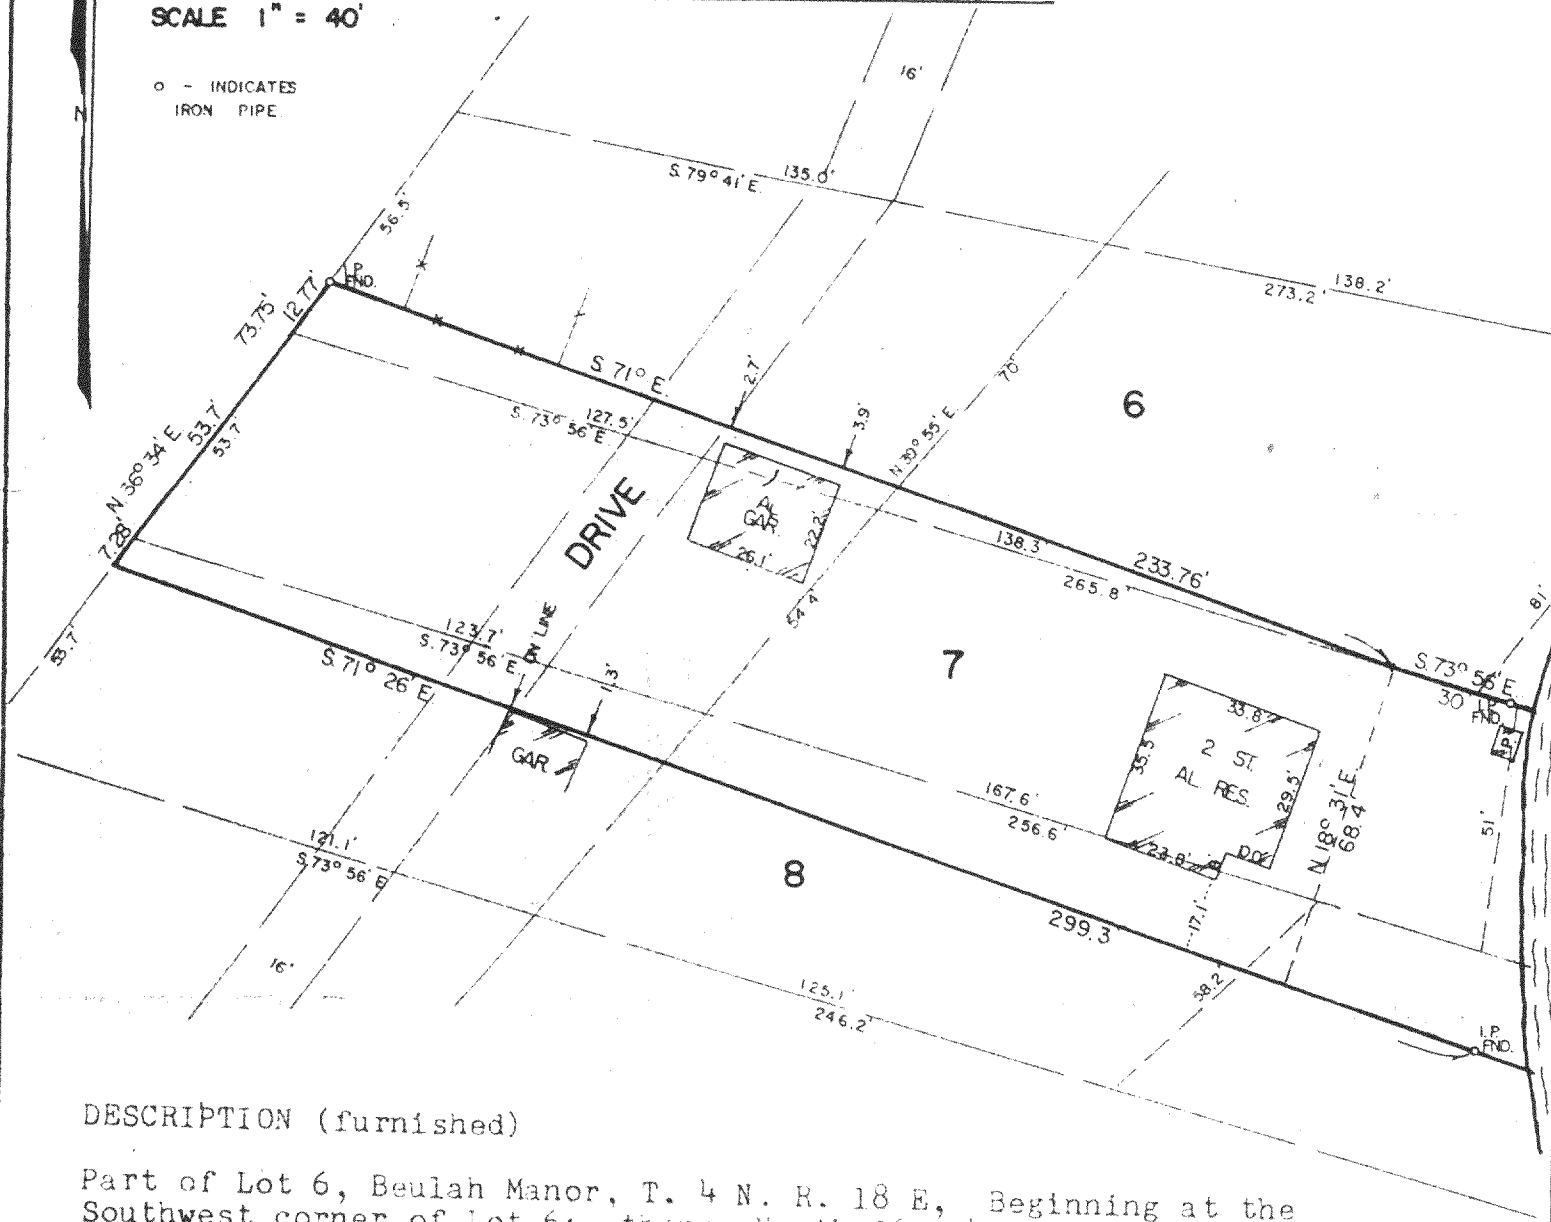 SCALE 1" = 40'
o - INDICATES
IRON PIPE
N
16'
S. 79° 41' E.
135.0'
56.5'
138.2'
273.2'
I.P.
FND.
12.77'
73.75'
S. 71° E.
2.7'
70'
6
127.5'
S. 73° 56' E.
3.9'
N 39° 55' E.
53.7'
53.7'
N. 36° 34' E.
7.28'
DRIVE
AL.
GAR.
22.2'
26.1'
138.3'
265.8'
233.76'
54.4'
81'
ON LINE
123.7'
S. 73° 56' E.
53.7'
S. 71° 26' E.
1.3'
7
S. 73° 56' E.
30'
I.P.
FND.
33.8'
2 ST.
AL. RES.
35.5'
29.5'
N. 18° 31' E.
68.4'
GAR.
167.6'
256.6'
51'
23.8'
121.1'
S. 73° 56' E.
8
17.1'
299.3'
58.2'
16'
125.1'
246.2'
I.P.
FND.
DESCRIPTION (furnished)
Part of Lot 6, Beulah Manor, T. 4 N. R. 18 E, Beginning at the
Southwest corner of Lot 6;